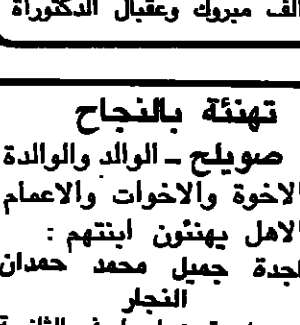 الف مبروك وعقبال الدكتوراة
تهنئة بالنجاح
صويلح ـ الوالد والوالدة
الاخوة والاخوات والاعمام
الاهل يهنئون ابنتهم :
جميل محمد حمدان
النجار